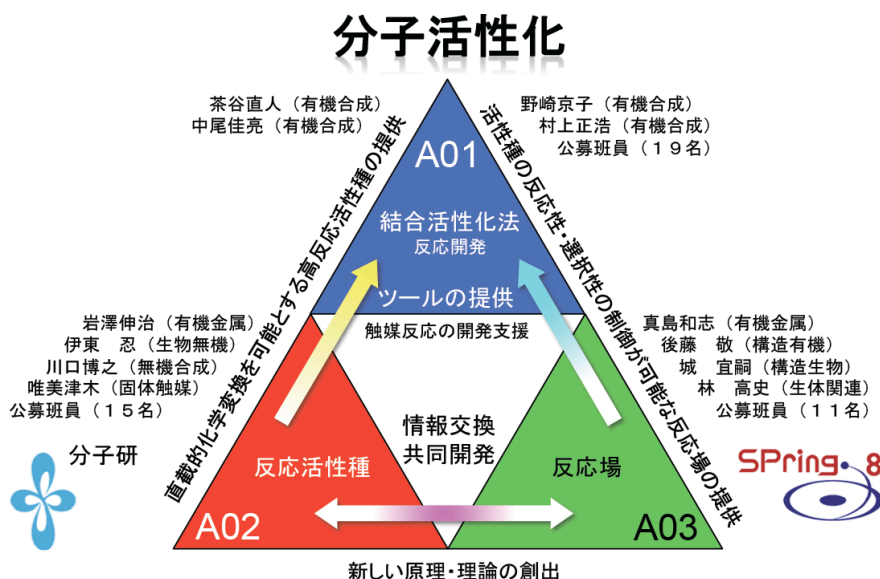 分子活性化
茶谷直人（有機合成）
中尾佳亮（有機合成）
野崎京子（有機合成）
村上正浩（有機合成）
公募班員（１９名）
直截的化学変換を可能とする高反応活性種の提供
活性種の反応性・選択性の制御が可能な反応場の提供
A01
結合活性化法
反応開発
ツールの提供
触媒反応の開発支援
岩澤伸治（有機金属）
伊東　忍（生物無機）
川口博之（無機合成）
唯美津木（固体触媒）
公募班員（１５名）
真島和志（有機金属）
後藤　敬（構造有機）
城　宜嗣（構造生物）
林　高史（生体関連）
公募班員（１１名）
分子研
反応活性種
情報交換
共同開発
反応場
SPring.8
A02
A03
新しい原理・理論の創出